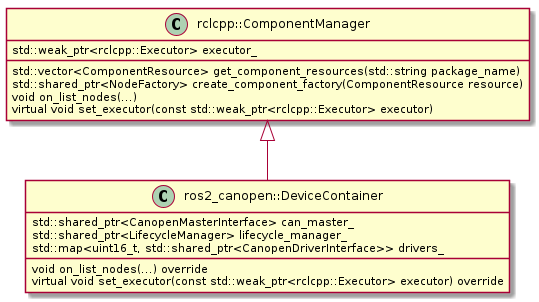 C rclcpp::ComponentManager
std::weak_ptr<rclcpp::Executor> executor_
std::vector<ComponentResource> get_component_resources(std::string package_name)
std::shared_ptr<NodeFactory> create_component_factory(ComponentResource resource)
void on_list_nodes(...)
virtual void set_executor(const std::weak_ptr<rclcpp::Executor> executor)
C ros2_canopen::DeviceContainer
std::shared_ptr<CanopenMasterInterface> can_master_
std::shared_ptr<LifecycleManager> lifecycle_manager_
std::map<uint16_t, std::shared_ptr<CanopenDriverInterface>> drivers_
void on_list_nodes(...) override
virtual void set_executor(const std::weak_ptr<rclcpp::Executor> executor) override